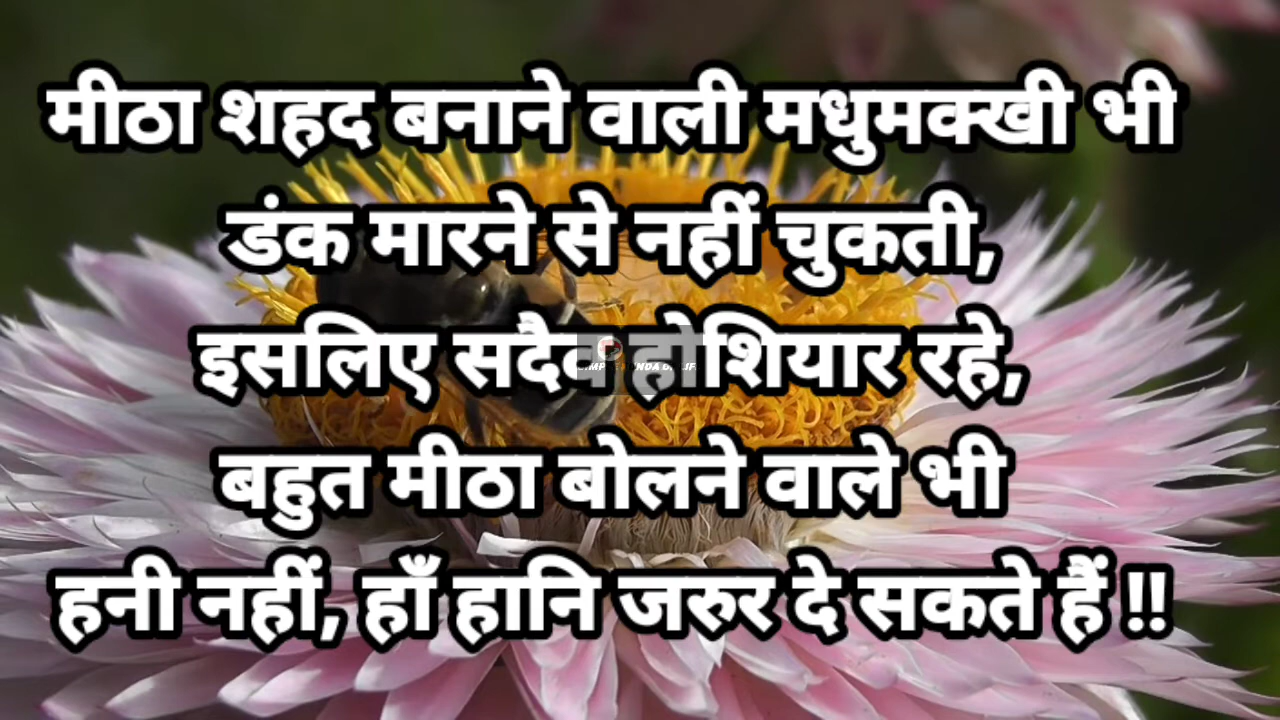 मीठा शहद बनाने वाली मधुमक्खी भी
डंक मारने से नहीं चुकती,
इसलिए सदैव होशियार रहे,
बहुत मीठा बोलने वाले भी
हनी नहीं, हाँ हानि जरुर दे सकते हैं !!